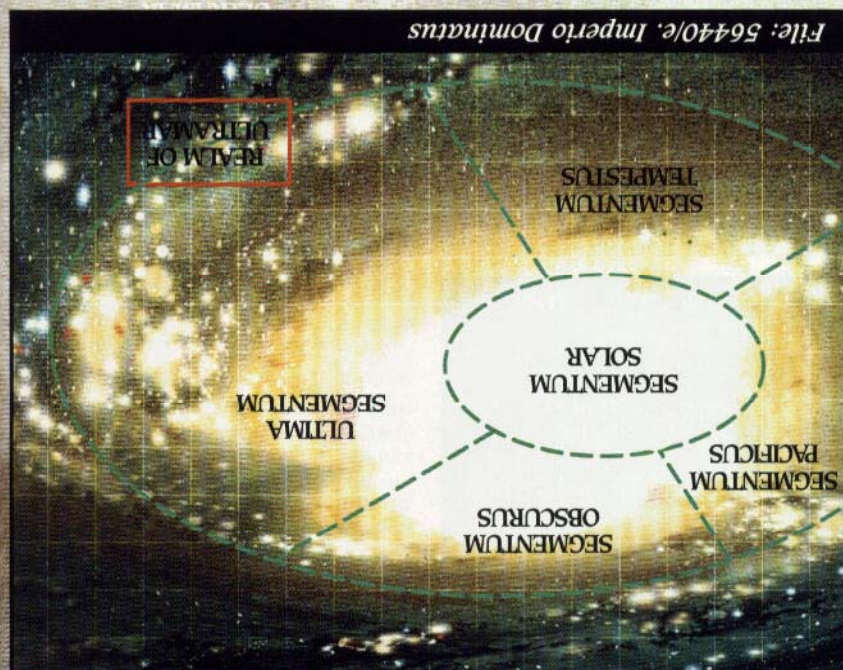 SEGMENTUM
OBSCURUS
SEGMENTUM
PACIFICUS
ULTIMA
SEGMENTUM
SEGMENTUM
SOLAR
SEGMENTUM
TEMPESTUS
REALM OF
ULTRAMAR
File: 56440/e. Imperio Dominatus